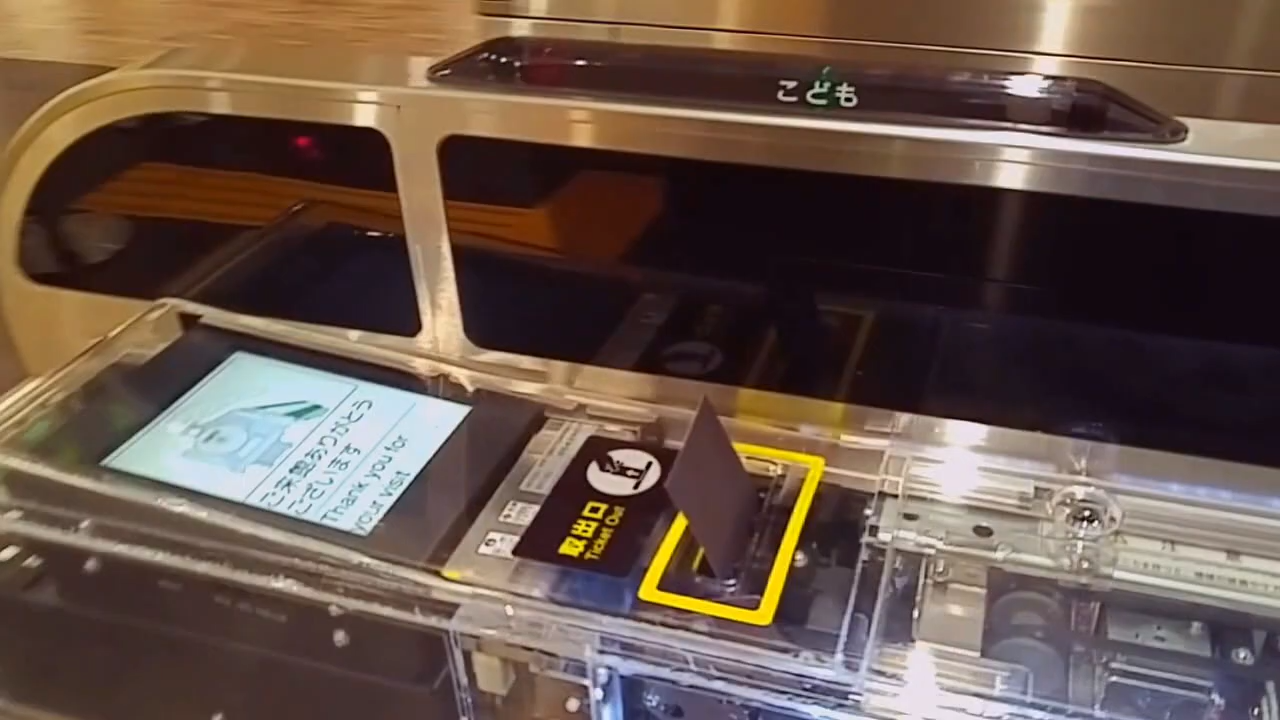 こども
ご来館ありがとう
ございます
Thank you for
your visit
取出口
Ticket Out